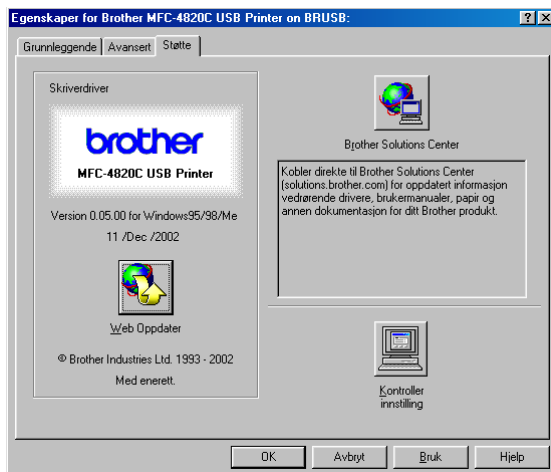 Egenskaper for Brother MFC-4820C USB Printer on BRUSB:
Grunnleggende
Avansert
Støtte
Skriverdriver
brother
MFC-4820C USB Printer
Version 0.05.00 for Windows95/98/Me
11 /Dec /2002
Web Oppdater
© Brother Industries Ltd. 1993 - 2002
Med enerett.
Brother Solutions Center
Kobler direkte til Brother Solutions Center
(solutions.brother.com) for oppdatert informasjon
vedrørende drivere, brukermanualer, papir og
annen dokumentasjon for ditt Brother produkt.
Kontroller
innstilling
OK
Avbryt
Bruk
Hjelp